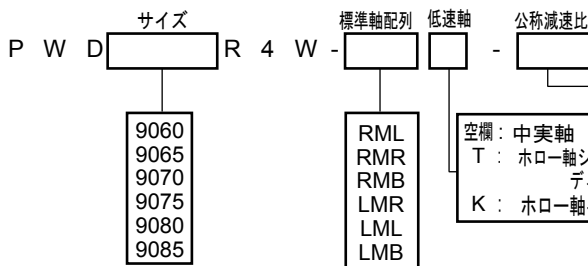 サイズ 標準軸配列 低速軸 公称減速比
P W D R 4 W - -
9060
9065
9070
9075
9080
9085
RML
RMR
RMB
LMR
LML
LMB
空欄 : 中実軸
T : ホロー軸シ
デ
K : ホロー軸